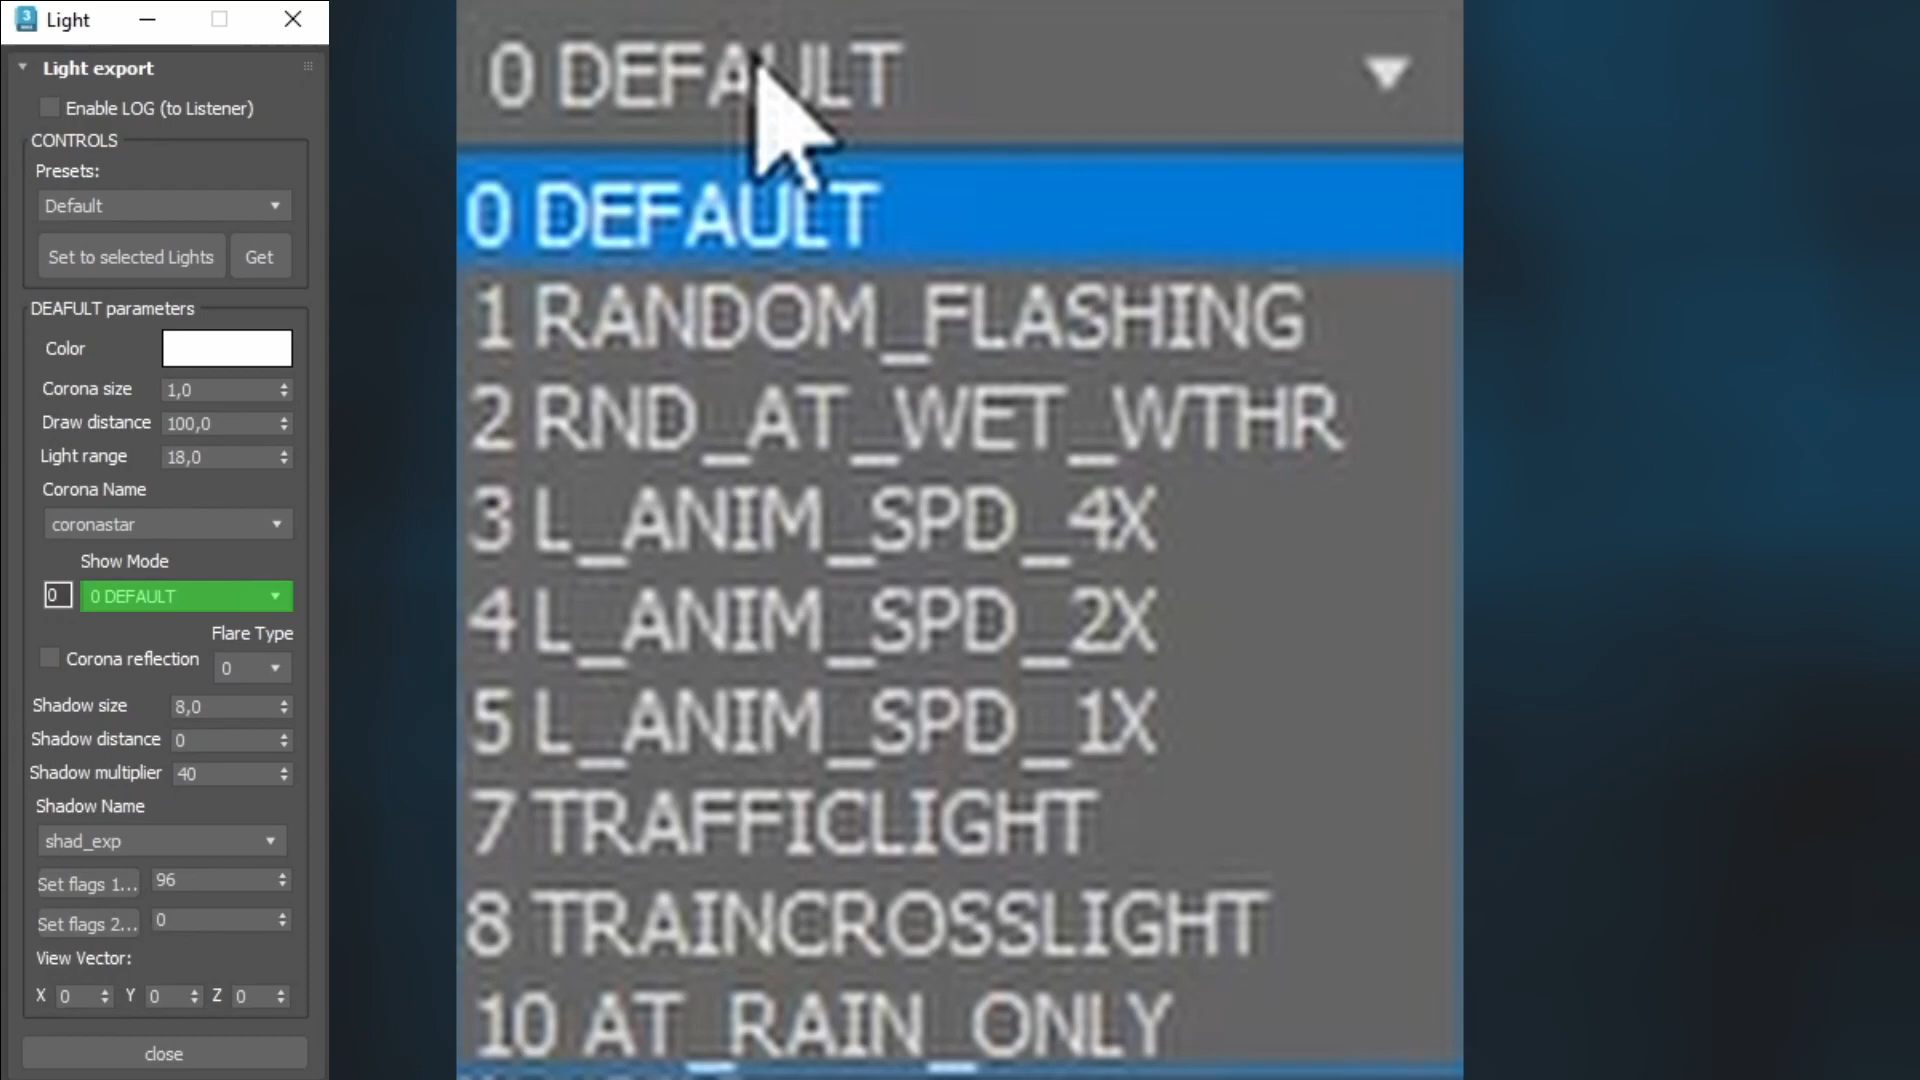 Light
Light export
Enable LOG (to Listener)
CONTROLS
Presets:
Default
Set to selected Lights Get
DEAFULT parameters
Color
Corona size 1,0
Draw distance 100,0
Light range 18,0
Corona Name
coronastar
Show Mode
0 0 DEFAULT
Flare Type
Corona reflection 0
Shadow size 8,0
Shadow distance 0
Shadow multiplier 40
Shadow Name
shad_exp
Set flags 1... 96
Set flags 2... 0
View Vector:
X 0 Y 0 Z 0
close
0 DEFAULT
0 DEFAULT
1 RANDOM_FLASHING
2 RND_AT_WET_WTHR
3 L_ANIM_SPD_4X
4 L_ANIM_SPD_2X
5 L_ANIM_SPD_1X
7 TRAFFICLIGHT
8 TRAINCROSSLIGHT
10 AT_RAIN_ONLY